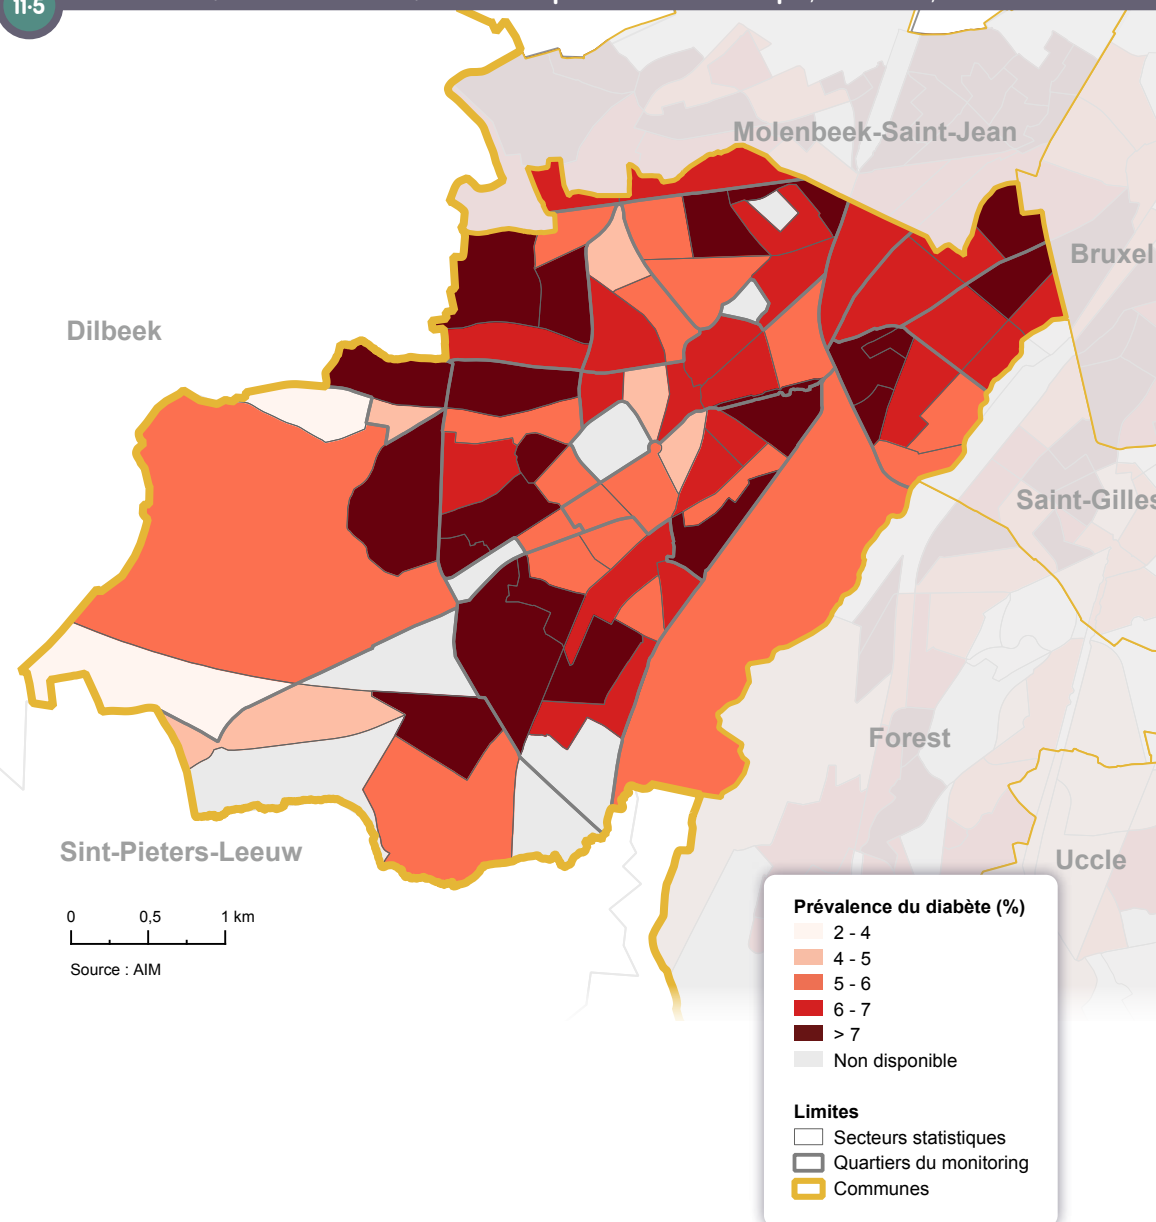 11·5
Molenbeek-Saint-Jean
Bruxel
Dilbeek
Saint-Gilles
Forest
Sint-Pieters-Leeuw
Uccle
0 0,5 1 km
Source : AIM
Prévalence du diabète (%)
2 - 4
4 - 5
5 - 6
6 - 7
> 7
Non disponible
Limites
Secteurs statistiques
Quartiers du monitoring
Communes